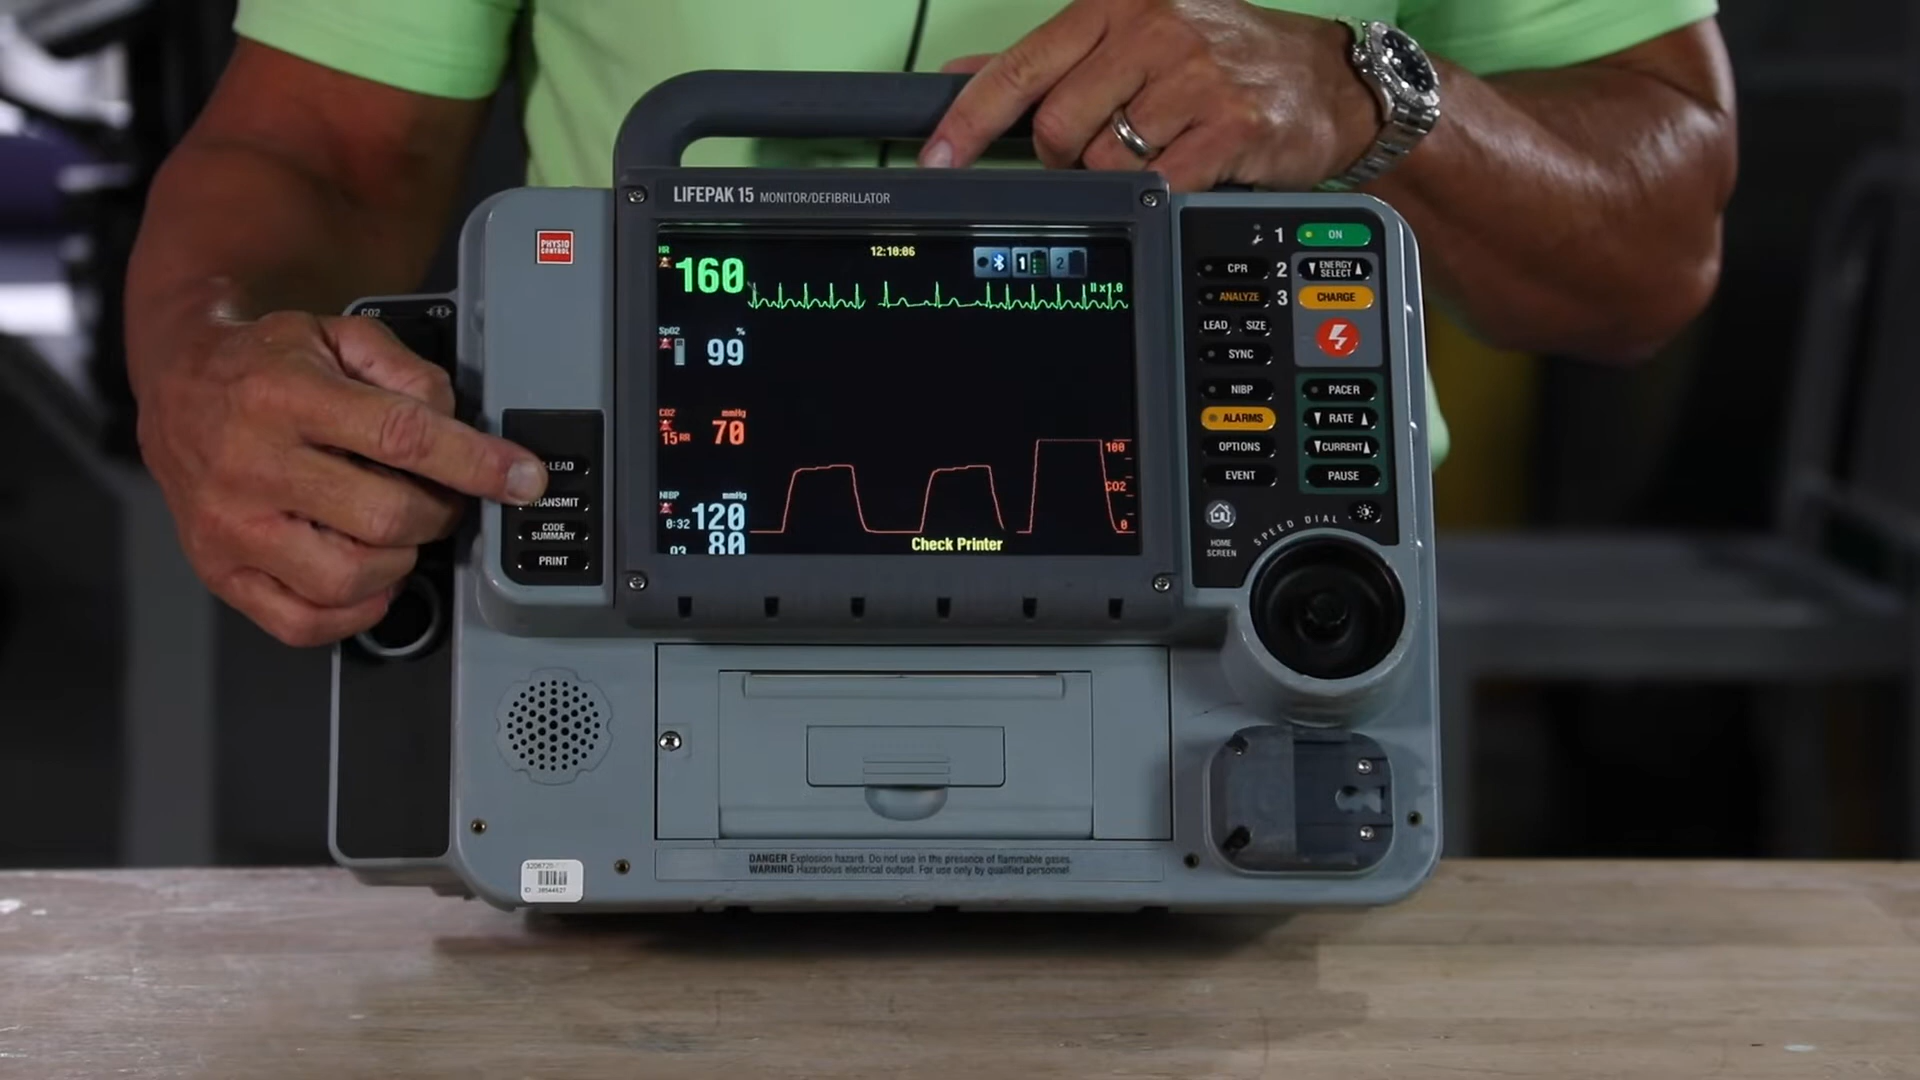 LIFEPAK 15 MONITOR/DEFIBRILLATOR
PHYSIO
CONTROL
CO2
-LEAD
TRANSMIT
CODE
SUMMARY
PRINT
HR
160
12:10:06
1
2
II x1.0
SpO2
%
99
CO2
mmHg
15 RR
70
100
CO2
0
NIBP
mmHg
0:32
120
80
93
Check Printer
1
ON
CPR
2
ENERGY
SELECT
ANALYZE
3
CHARGE
LEAD
SIZE
SYNC
NIBP
PACER
ALARMS
RATE
OPTIONS
CURRENT
EVENT
PAUSE
HOME
SCREEN
SPEED DIAL
DANGER Explosion hazard. Do not use in the presence of flammable gases.
WARNING Hazardous electrical output. For use only by qualified personnel.